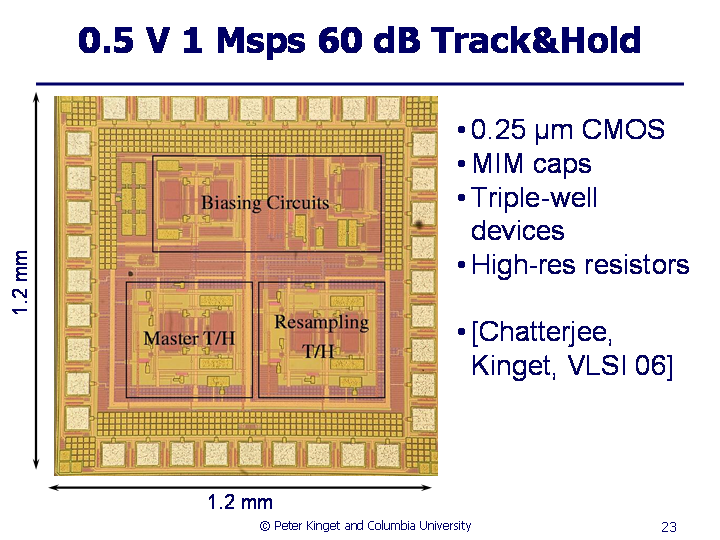 0.5 V 1 Msps 60 dB Track&Hold
1.2 mm
Biasing Circuits
Master T/H
Resampling
T/H
1.2 mm
• 0.25 µm CMOS
• MIM caps
• Triple-well
devices
• High-res resistors
• [Chatterjee,
Kinget, VLSI 06]
© Peter Kinget and Columbia University
23